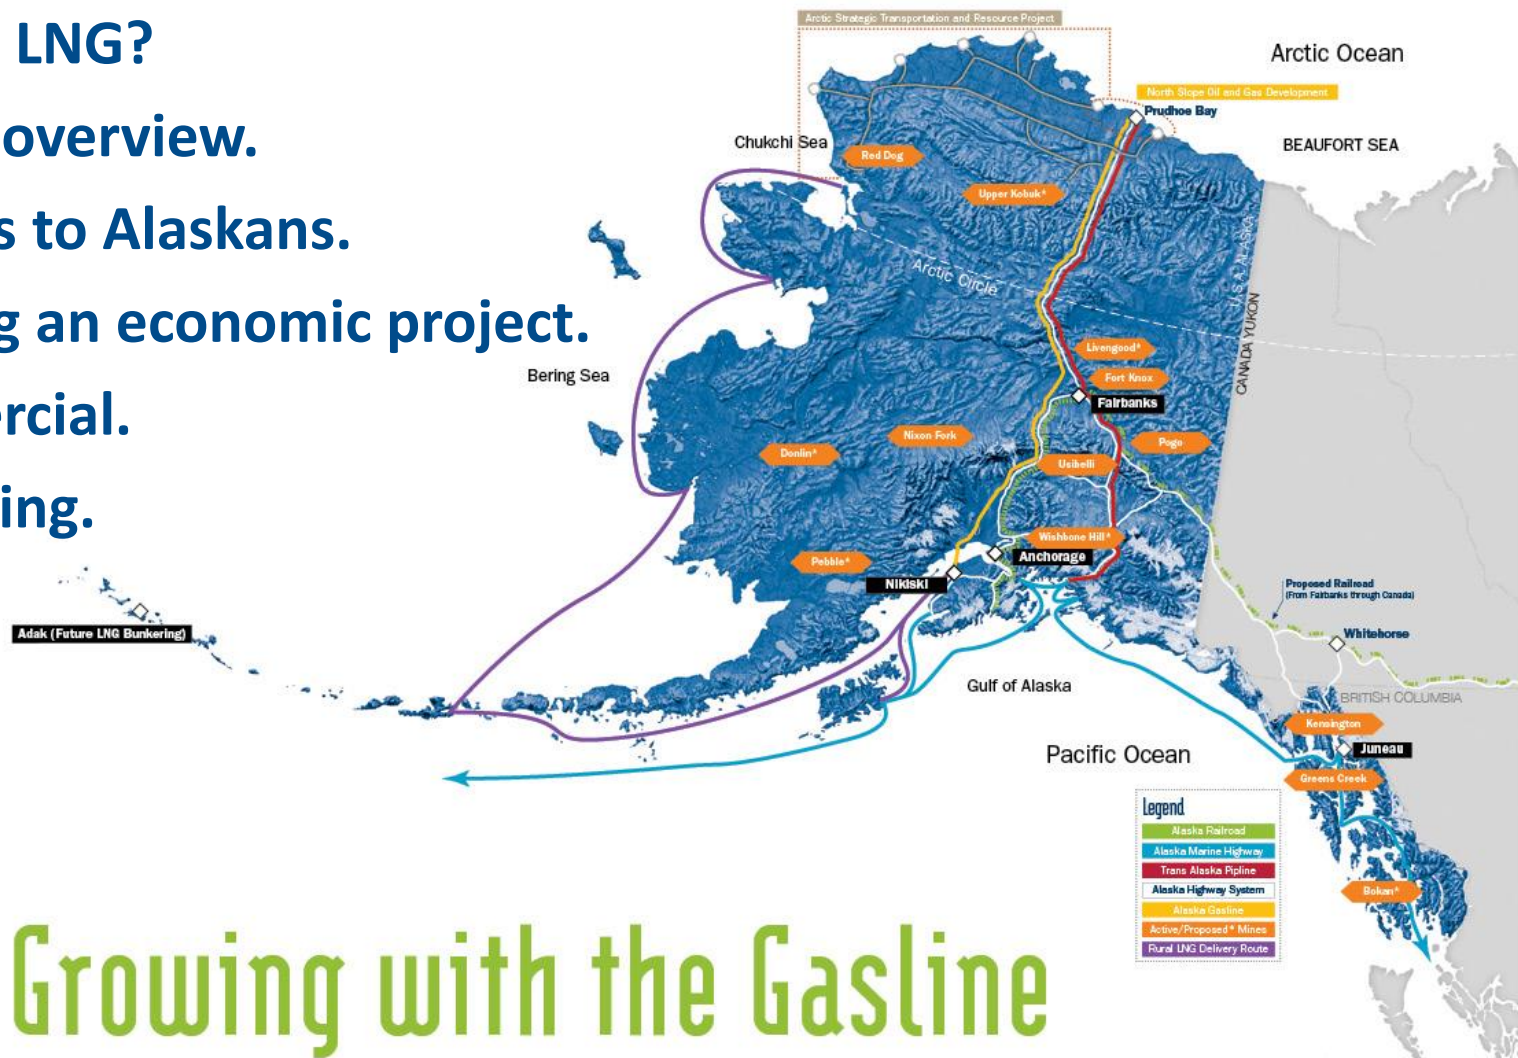 LNG?
overview.
s to Alaskans.
g an economic project.
ercial.
ing.
Arctic Strategic Transportation and Resource Project
Arctic Ocean
North Slope Oil and Gas Development
Prudhoe Bay
Chukchi Sea
BEAUFORT SEA
Red Dog
Upper Kobuk*
U.S.A. ALASKA
Arctic Circle
CANADA YUKON
Livengood*
Bering Sea
Fort Knox
Fairbanks
Nixon Fork
Pogo
Donlin*
Usibelli
Wishbone Hill*
Anchorage
Pebble*
Nikiski
Proposed Railroad
(From Fairbanks through Canada)
Adak (Future LNG Bunkering)
Whitehorse
Gulf of Alaska
BRITISH COLUMBIA
Kensington
Pacific Ocean
Juneau
Greens Creek
Legend
Alaska Railroad
Alaska Marine Highway
Trans Alaska Pipline
Alaska Highway System
Bokan*
Alaska Gasline
Active/Proposed* Mines
Rural LNG Delivery Route
Growing with the Gasline